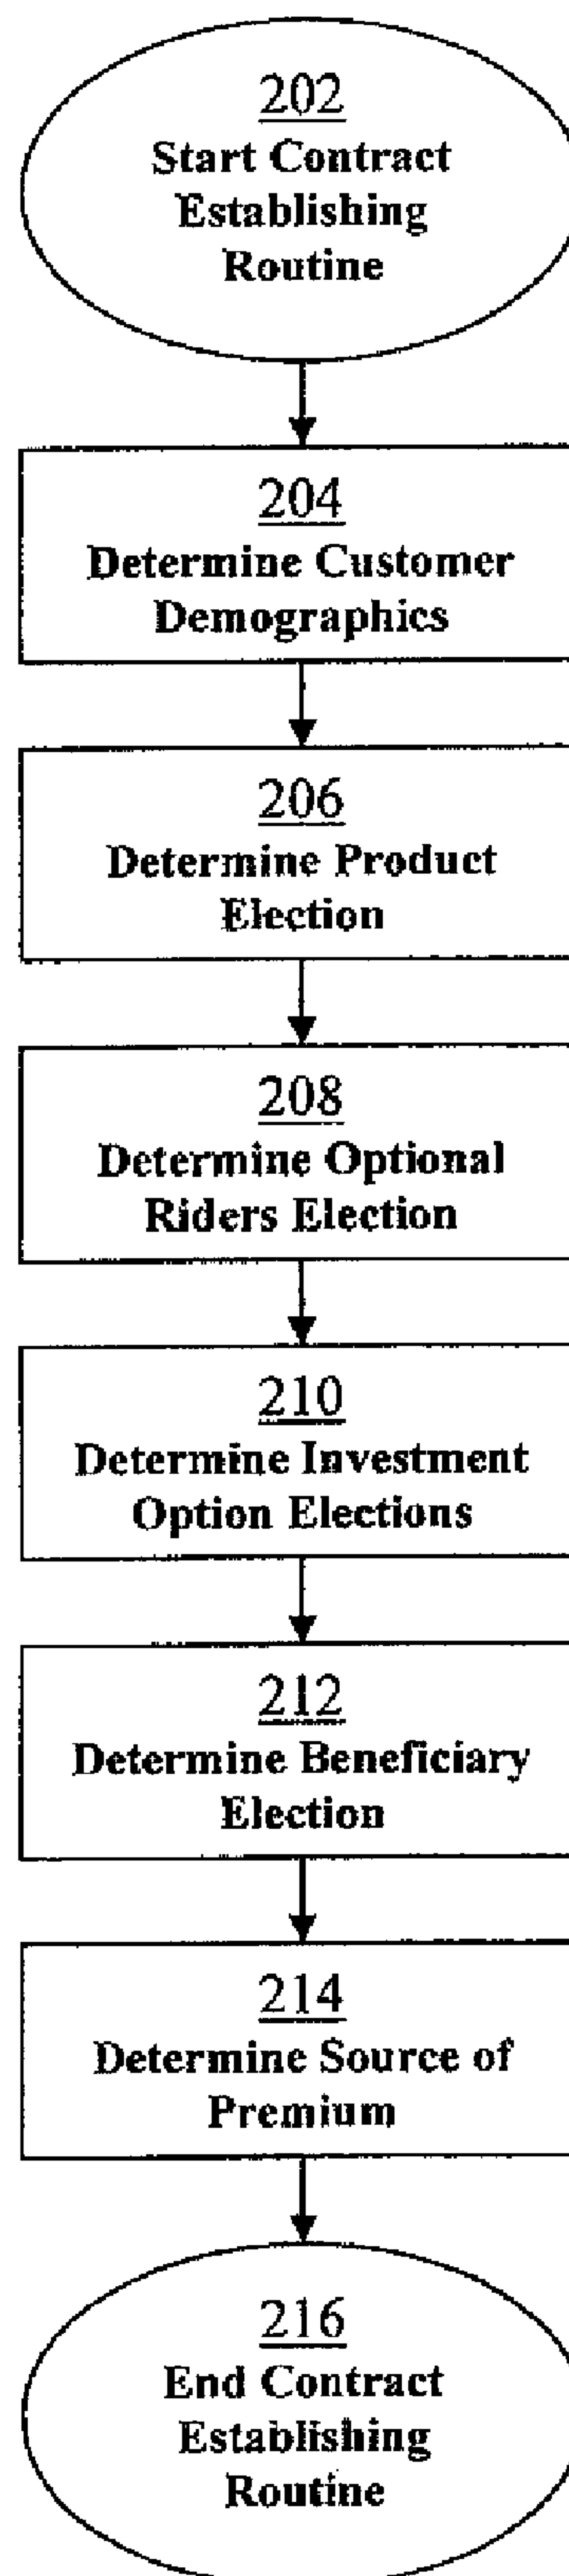 202
Start Contract
Establishing
Routine
204
Determine Customer
Demographics
206
Determine Product
Election
208
Determine Optional
Riders Election
210
Determine Investment
Option Elections
212
Determine Beneficiary
Election
214
Determine Source of
Premium
216
End Contract
Establishing
Routine